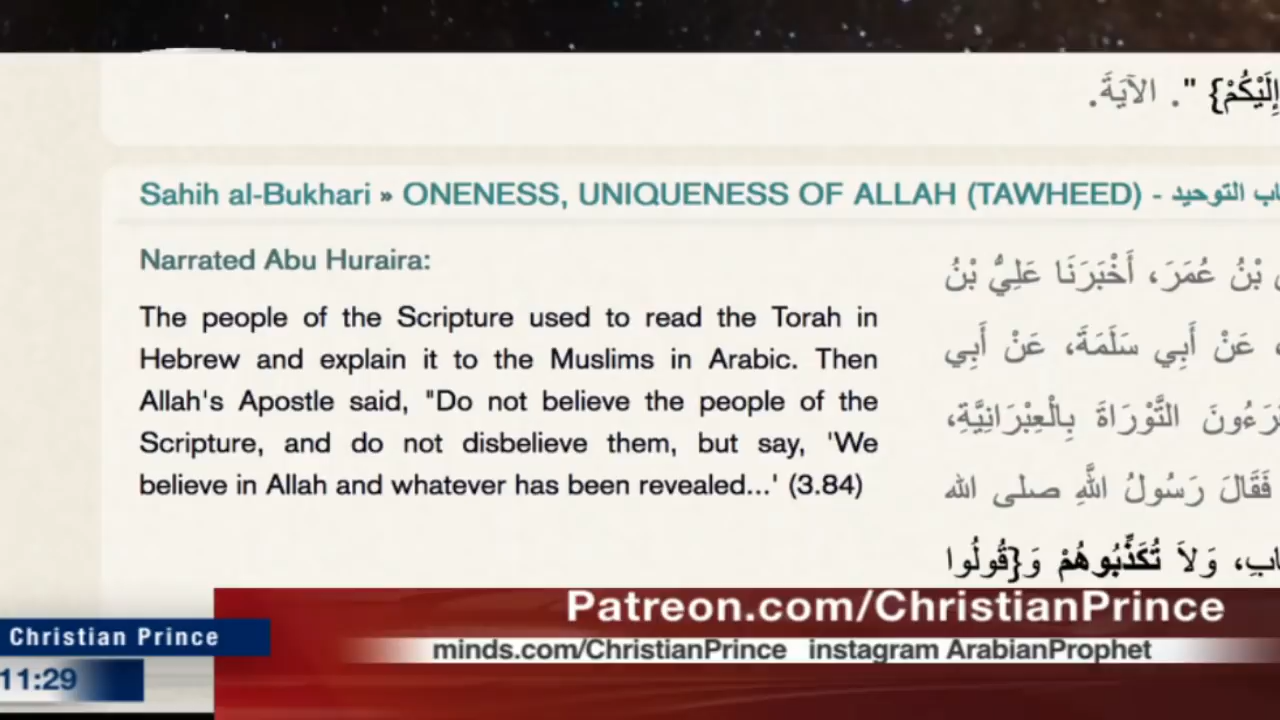 إِلَيْكُمْ}‏ ‏"‏‏.‏ الآيَةَ‏.‏
Sahih al-Bukhari » ONENESS, UNIQUENESS OF ALLAH (TAWHEED) - اب التوحيد
Narrated Abu Huraira:
The people of the Scripture used to read the Torah in
Hebrew and explain it to the Muslims in Arabic. Then
Allah's Apostle said, "Do not believe the people of the
Scripture, and do not disbelieve them, but say, 'We
believe in Allah and whatever has been revealed...' (3.84)
بْنُ عُمَرَ، أَخْبَرَنَا عَلِيُّ بْنُ
، عَنْ أَبِي سَلَمَةَ، عَنْ أَبِي
رَءُونَ التَّوْرَاةَ بِالْعِبْرَانِيَّةِ،
فَقَالَ رَسُولُ اللَّهِ صلى الله
ابِ، وَلاَ تُكَذِّبُوهُمْ وَ{قُولُوا
Patreon.com/ChristianPrince
Christian Prince
minds.com/ChristianPrince instagram ArabianProphet
11:29